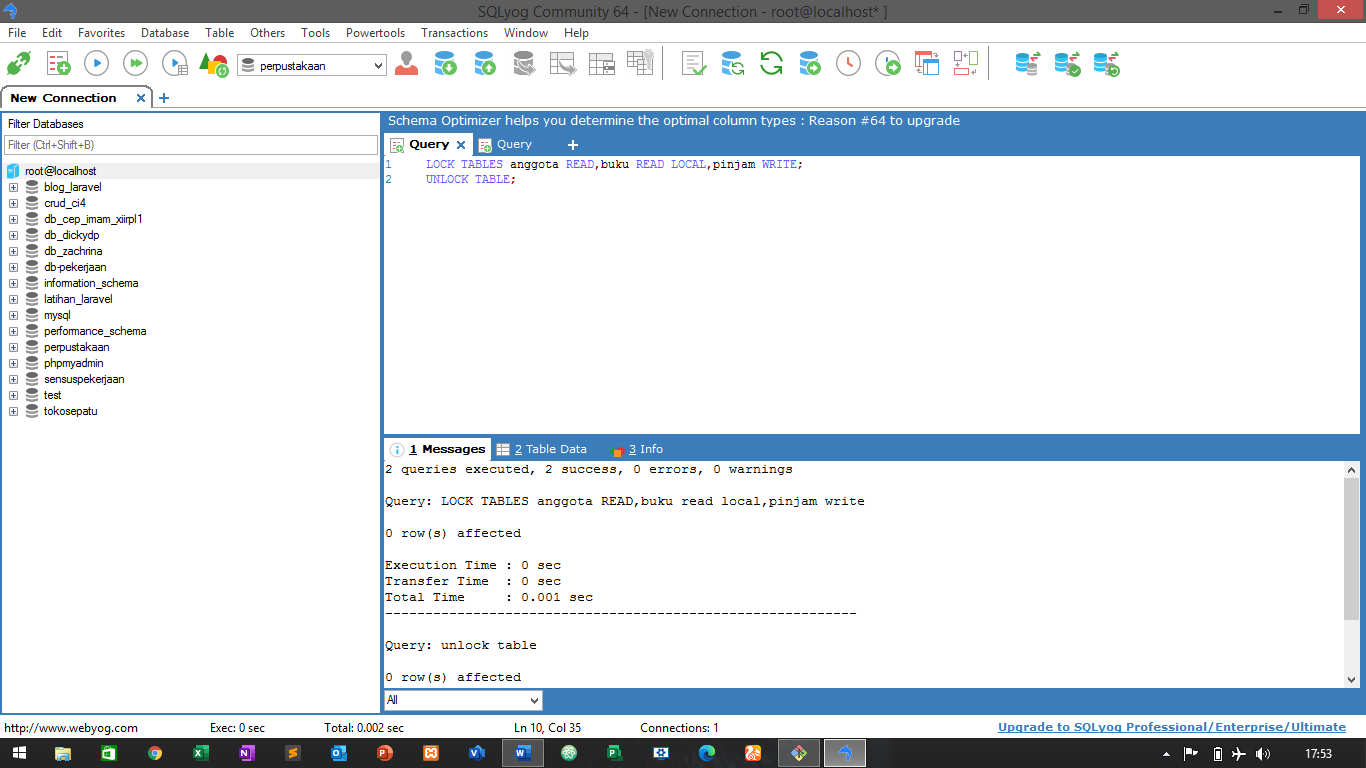 SQLyog Community 64 - [New Connection - root@localhost* ]
File Edit Favorites Database Table Others Tools Powertools Transactions Window Help
perpustakaan
New Connection
Filter Databases
Filter (Ctrl+Shift+B)
root@localhost
blog_laravel
crud_ci4
db_cep_imam_xiirpl1
db_dickydp
db_zachrina
db-pekerjaan
information_schema
latihan_laravel
mysql
performance_schema
perpustakaan
phpmyadmin
sensuspekerjaan
test
tokosepatu
Schema Optimizer helps you determine the optimal column types : Reason #64 to upgrade
Query Query
1 LOCK TABLES anggota READ,buku READ LOCAL,pinjam WRITE;
2 UNLOCK TABLE;
1 Messages 2 Table Data 3 Info
2 queries executed, 2 success, 0 errors, 0 warnings
Query: LOCK TABLES anggota READ,buku read local,pinjam write
0 row(s) affected
Execution Time : 0 sec
Transfer Time : 0 sec
Total Time : 0.001 sec
-----------------------------------------------------------
Query: unlock table
0 row(s) affected
All
http://www.webyog.com Exec: 0 sec Total: 0.002 sec Ln 10, Col 35 Connections: 1 Upgrade to SQLyog Professional/Enterprise/Ultimate
17:53